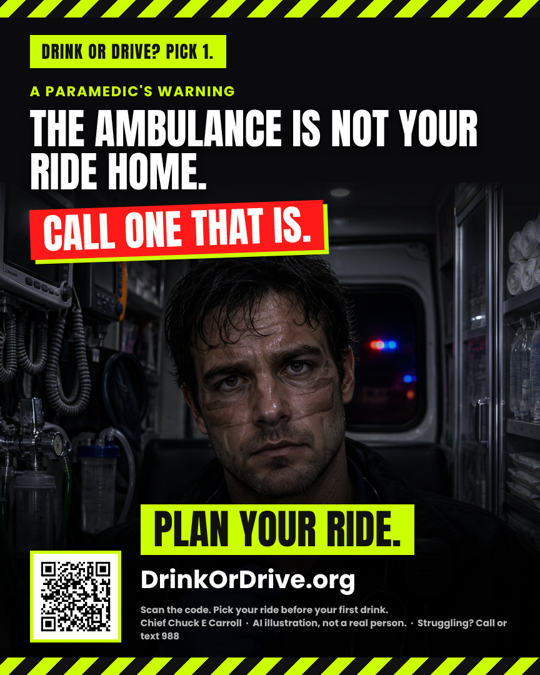 DRINK OR DRIVE? PICK 1.
A PARAMEDIC'S WARNING
THE AMBULANCE IS NOT YOUR
RIDE HOME.
CALL ONE THAT IS.
PLAN YOUR RIDE.
DrinkOrDrive.org
Scan the code. Pick your ride before your first drink.
Chief Chuck E Carroll · AI illustration, not a real person. · Struggling? Call or
text 988